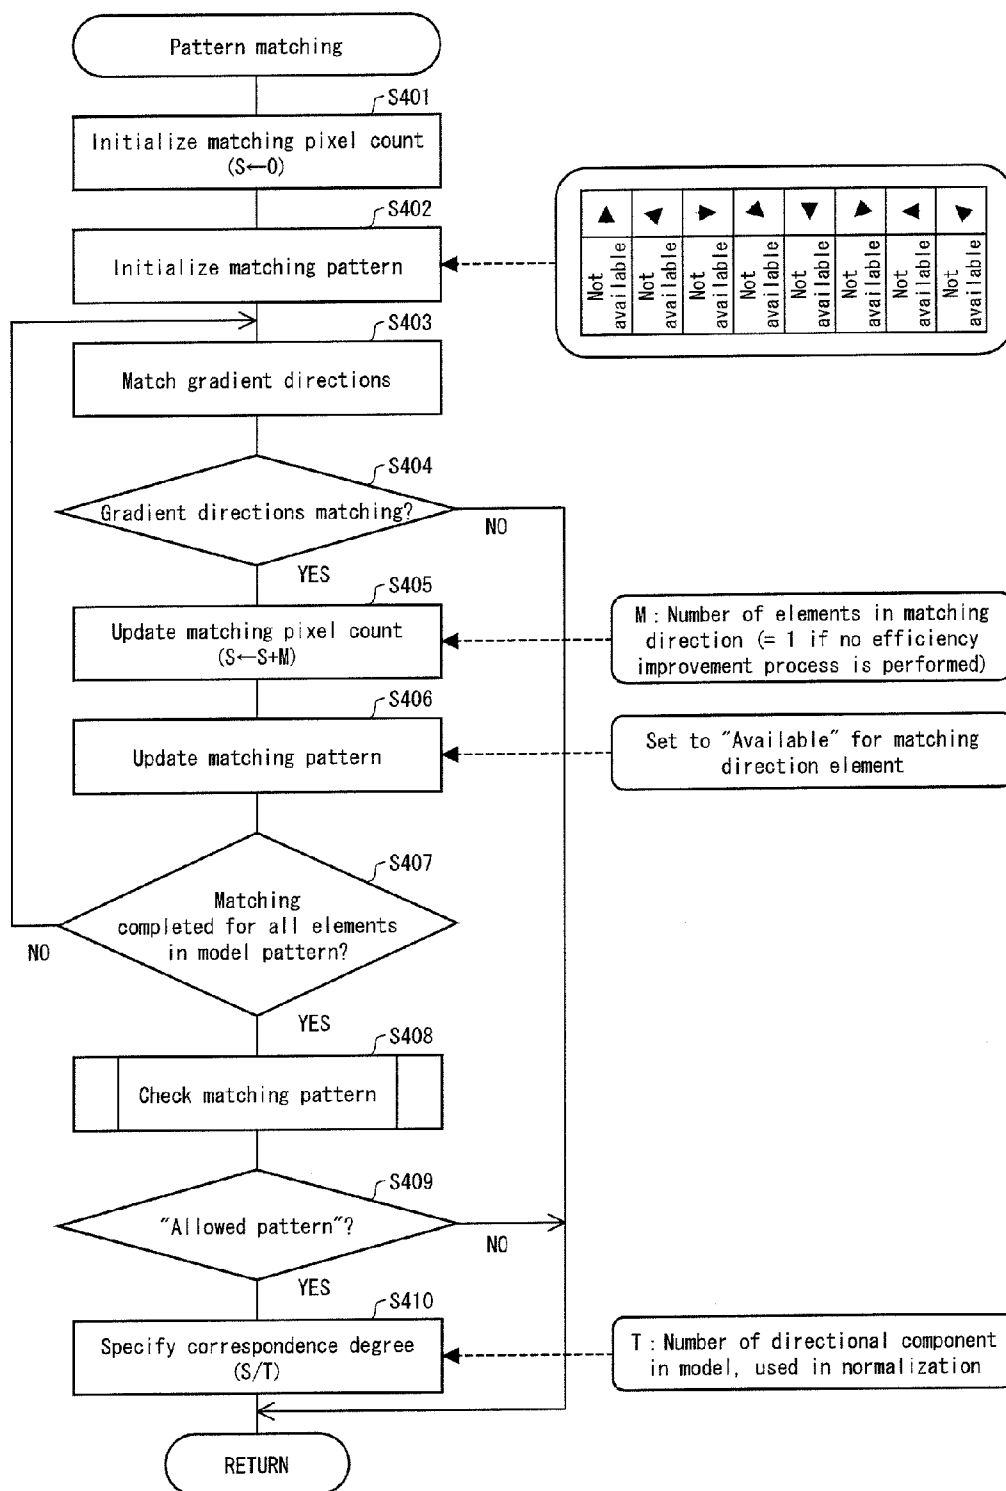 Pattern matching
S401
Initialize matching pixel count
(S←0)
S402
Initialize matching pattern
Not available
Not available
Not available
Not available
Not available
Not available
Not available
Not available
S403
Match gradient directions
S404
Gradient directions matching?
NO
YES
S405
Update matching pixel count
(S←S+M)
M : Number of elements in matching
direction (= 1 if no efficiency
improvement process is performed)
S406
Update matching pattern
Set to "Available" for matching
direction element
S407
Matching
completed for all elements
in model pattern?
NO
YES
S408
Check matching pattern
S409
"Allowed pattern"?
NO
YES
S410
Specify correspondence degree
(S/T)
T : Number of directional component
in model, used in normalization
RETURN